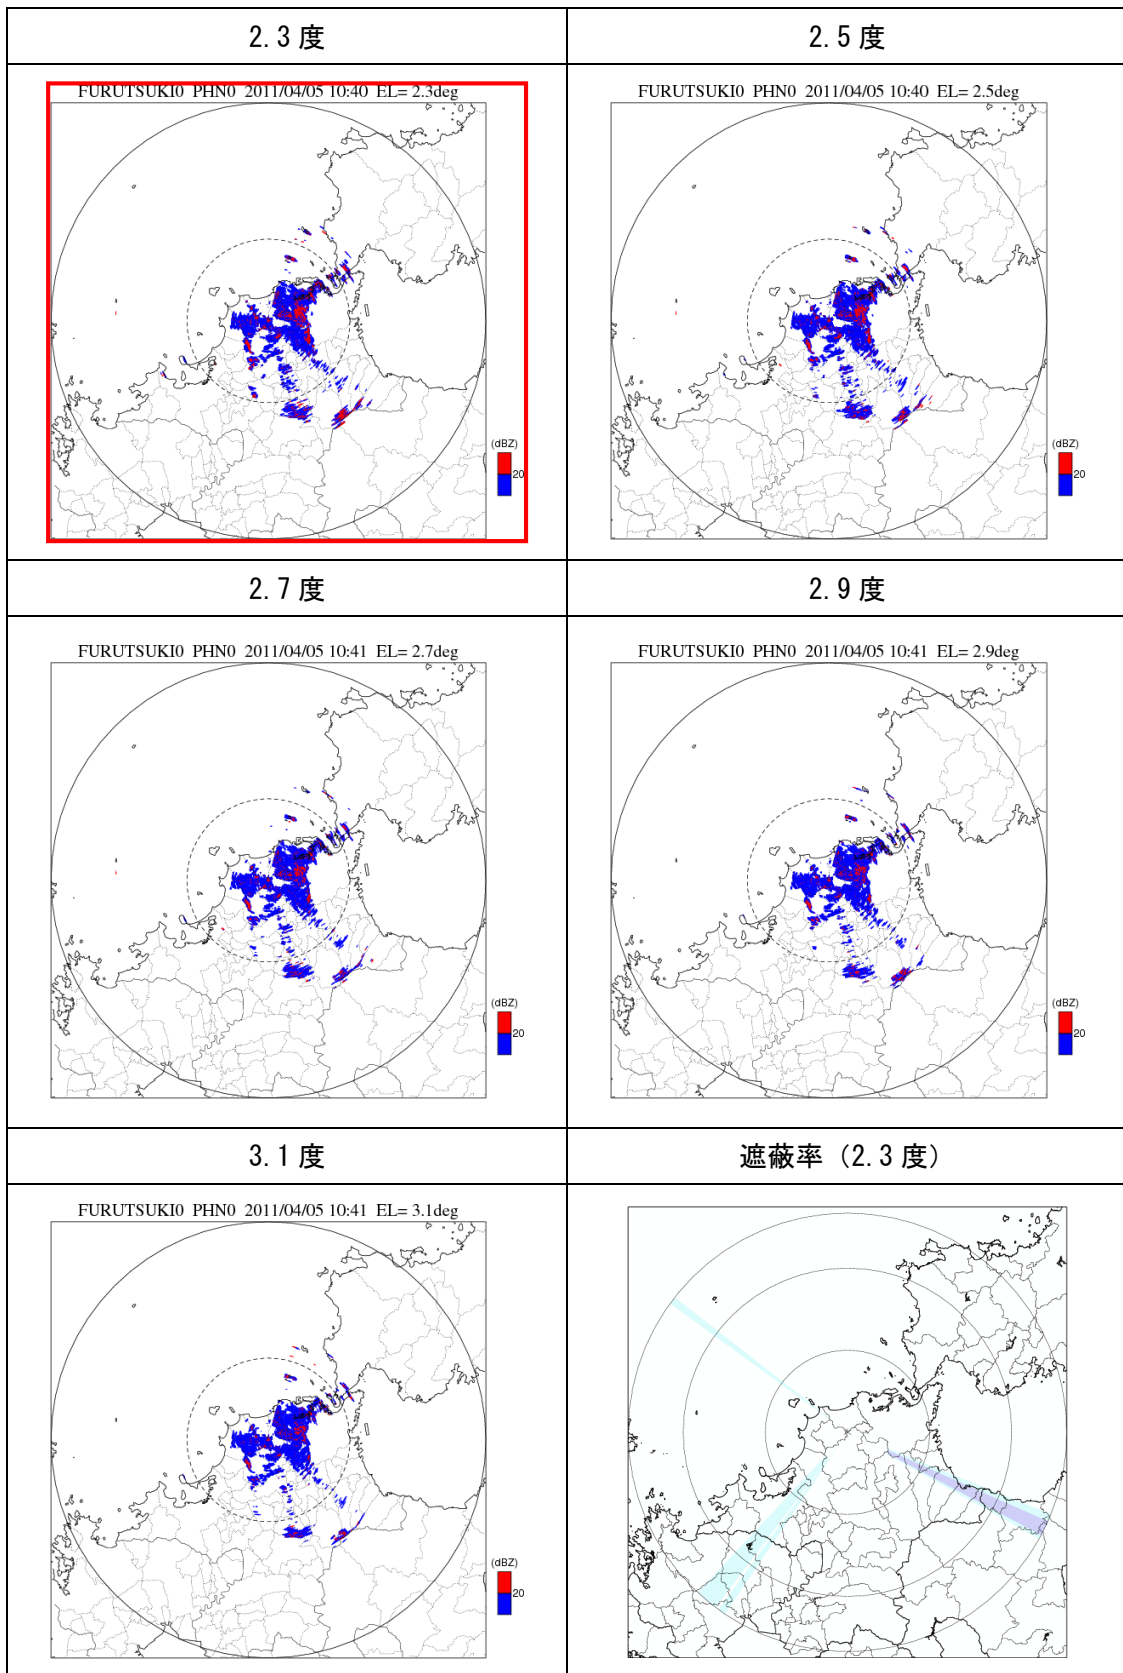 2.3 度
2.5 度
FURUTSUKI0 PHN0 2011/04/05 10:40 EL= 2.3deg
(dBZ)
20
FURUTSUKI0 PHN0 2011/04/05 10:40 EL= 2.5deg
(dBZ)
20
2.7 度
2.9 度
FURUTSUKI0 PHN0 2011/04/05 10:41 EL= 2.7deg
(dBZ)
20
FURUTSUKI0 PHN0 2011/04/05 10:41 EL= 2.9deg
(dBZ)
20
3.1 度
遮蔽率（2.3 度）
FURUTSUKI0 PHN0 2011/04/05 10:41 EL= 3.1deg
(dBZ)
20